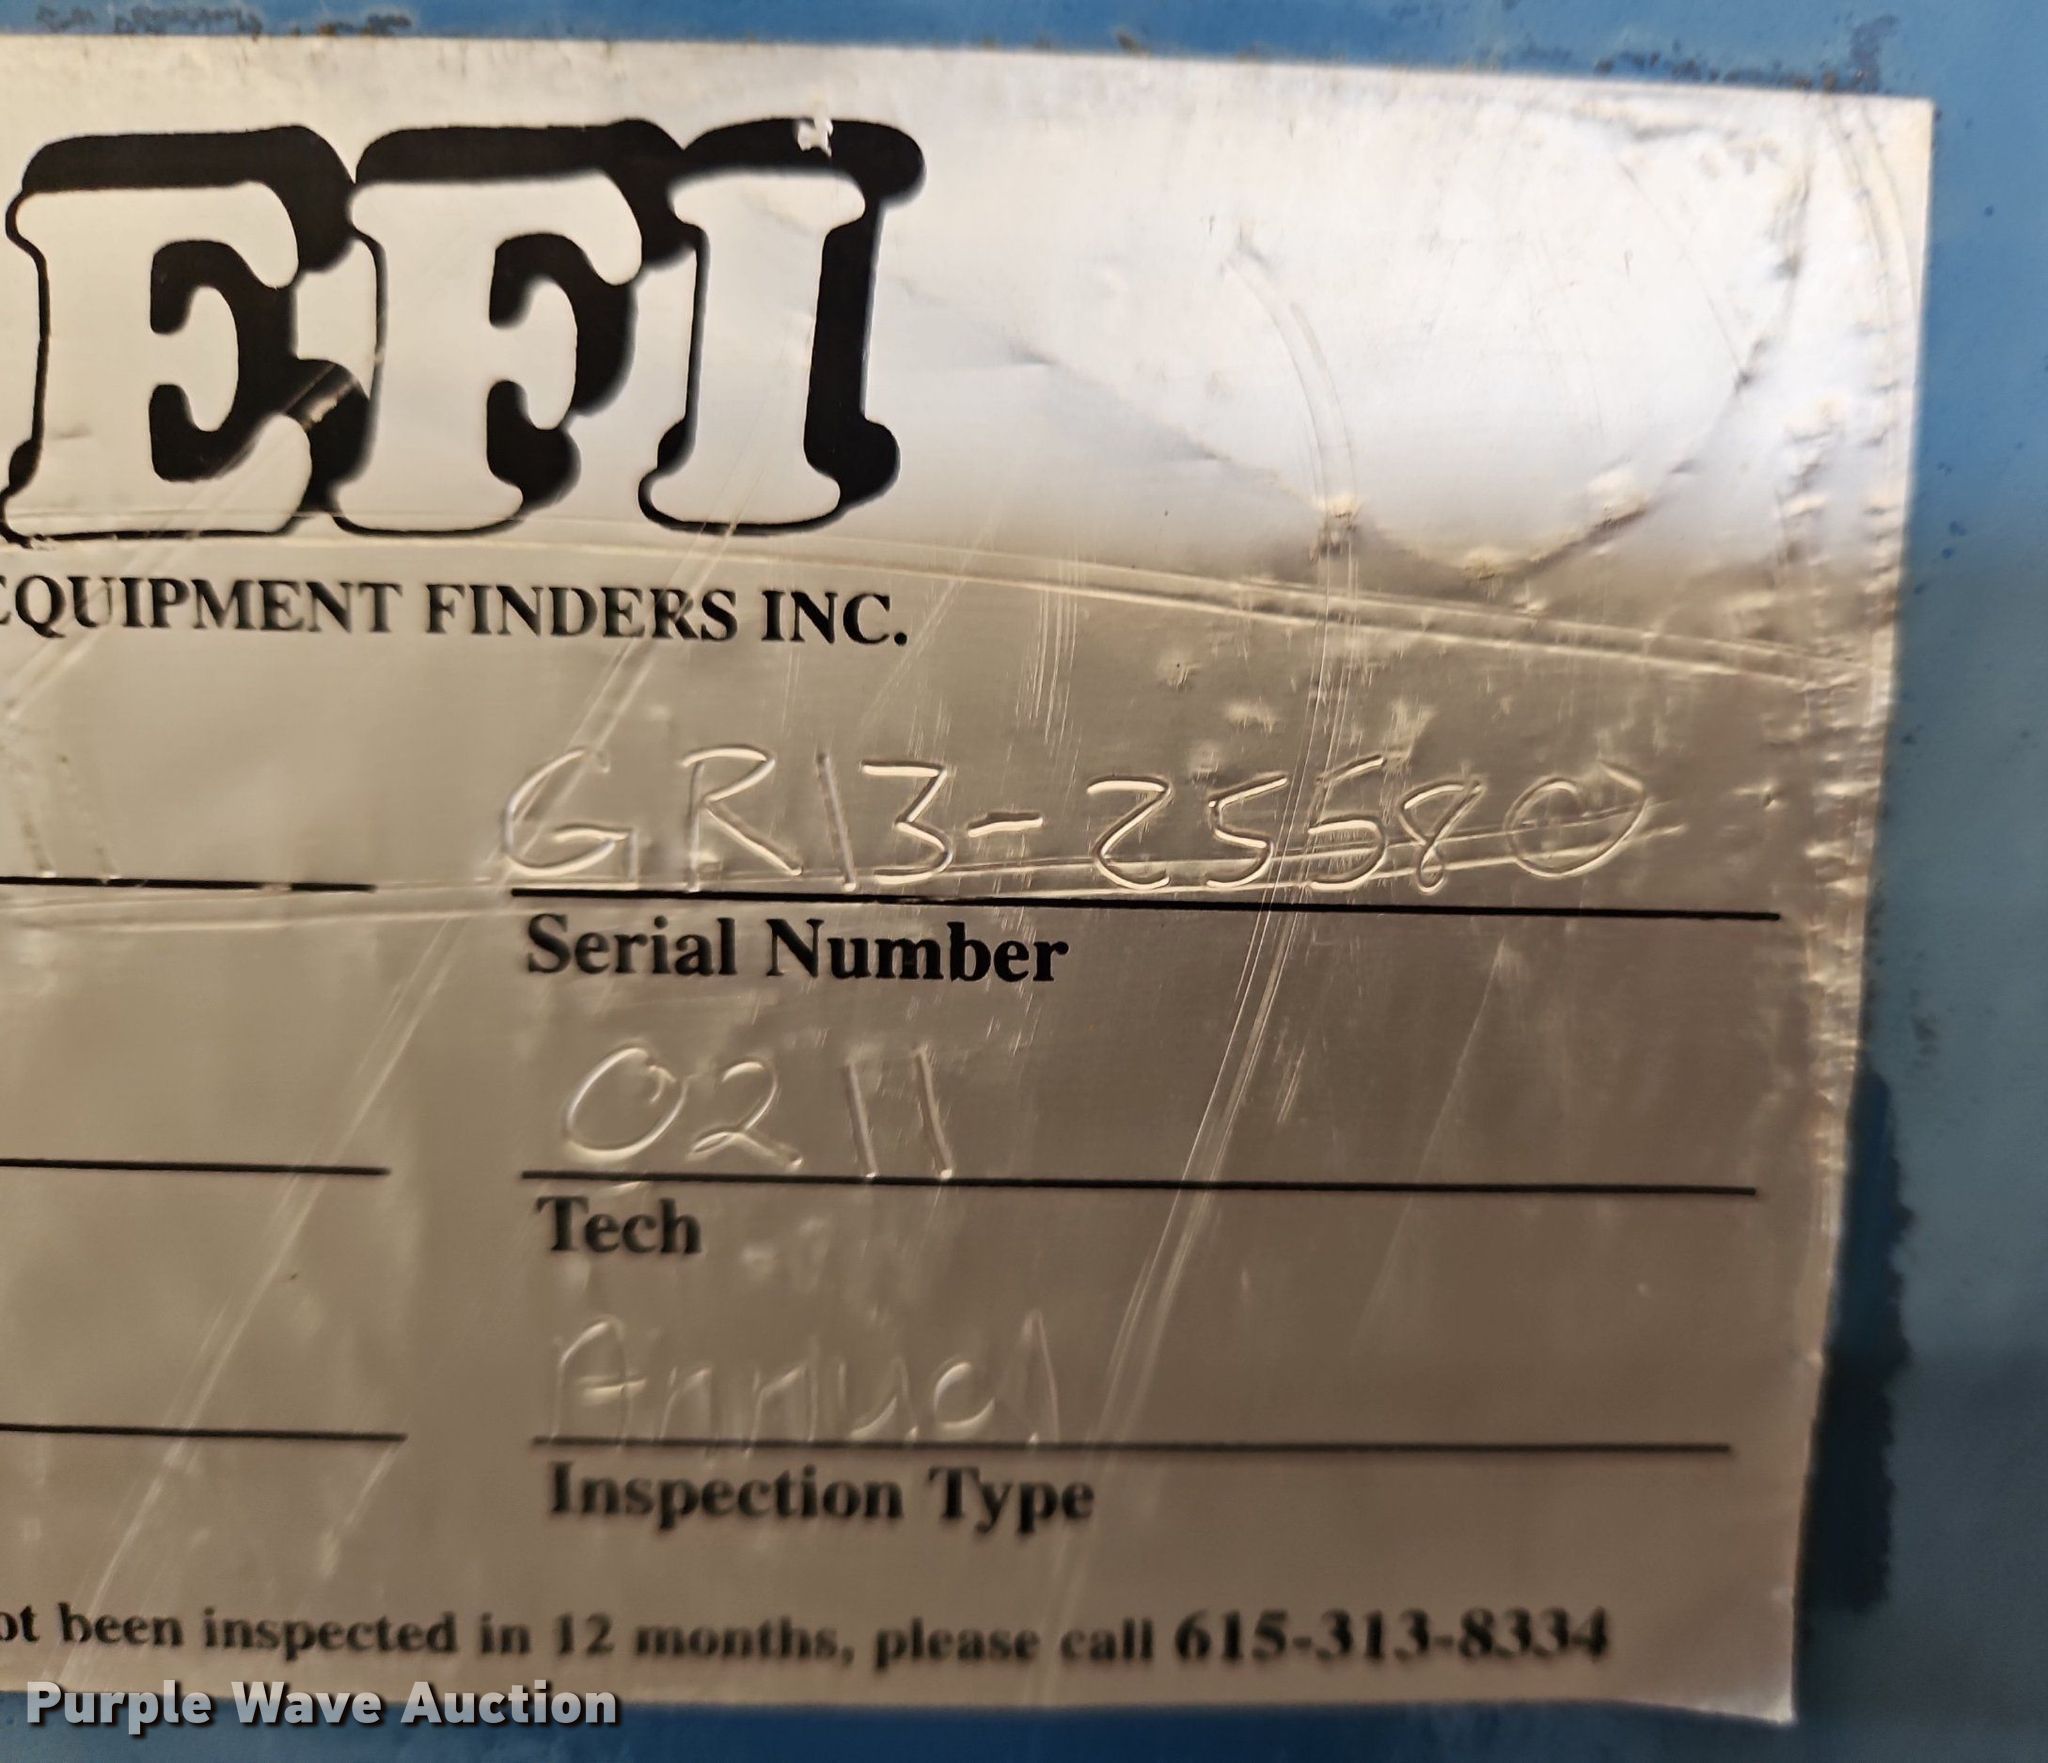 EFI
EQUIPMENT FINDERS INC.
GR13-25580
Serial Number
0211
Tech
Annual
Inspection Type
ot been inspected in 12 months, please call 615-313-8334
Purple Wave Auction